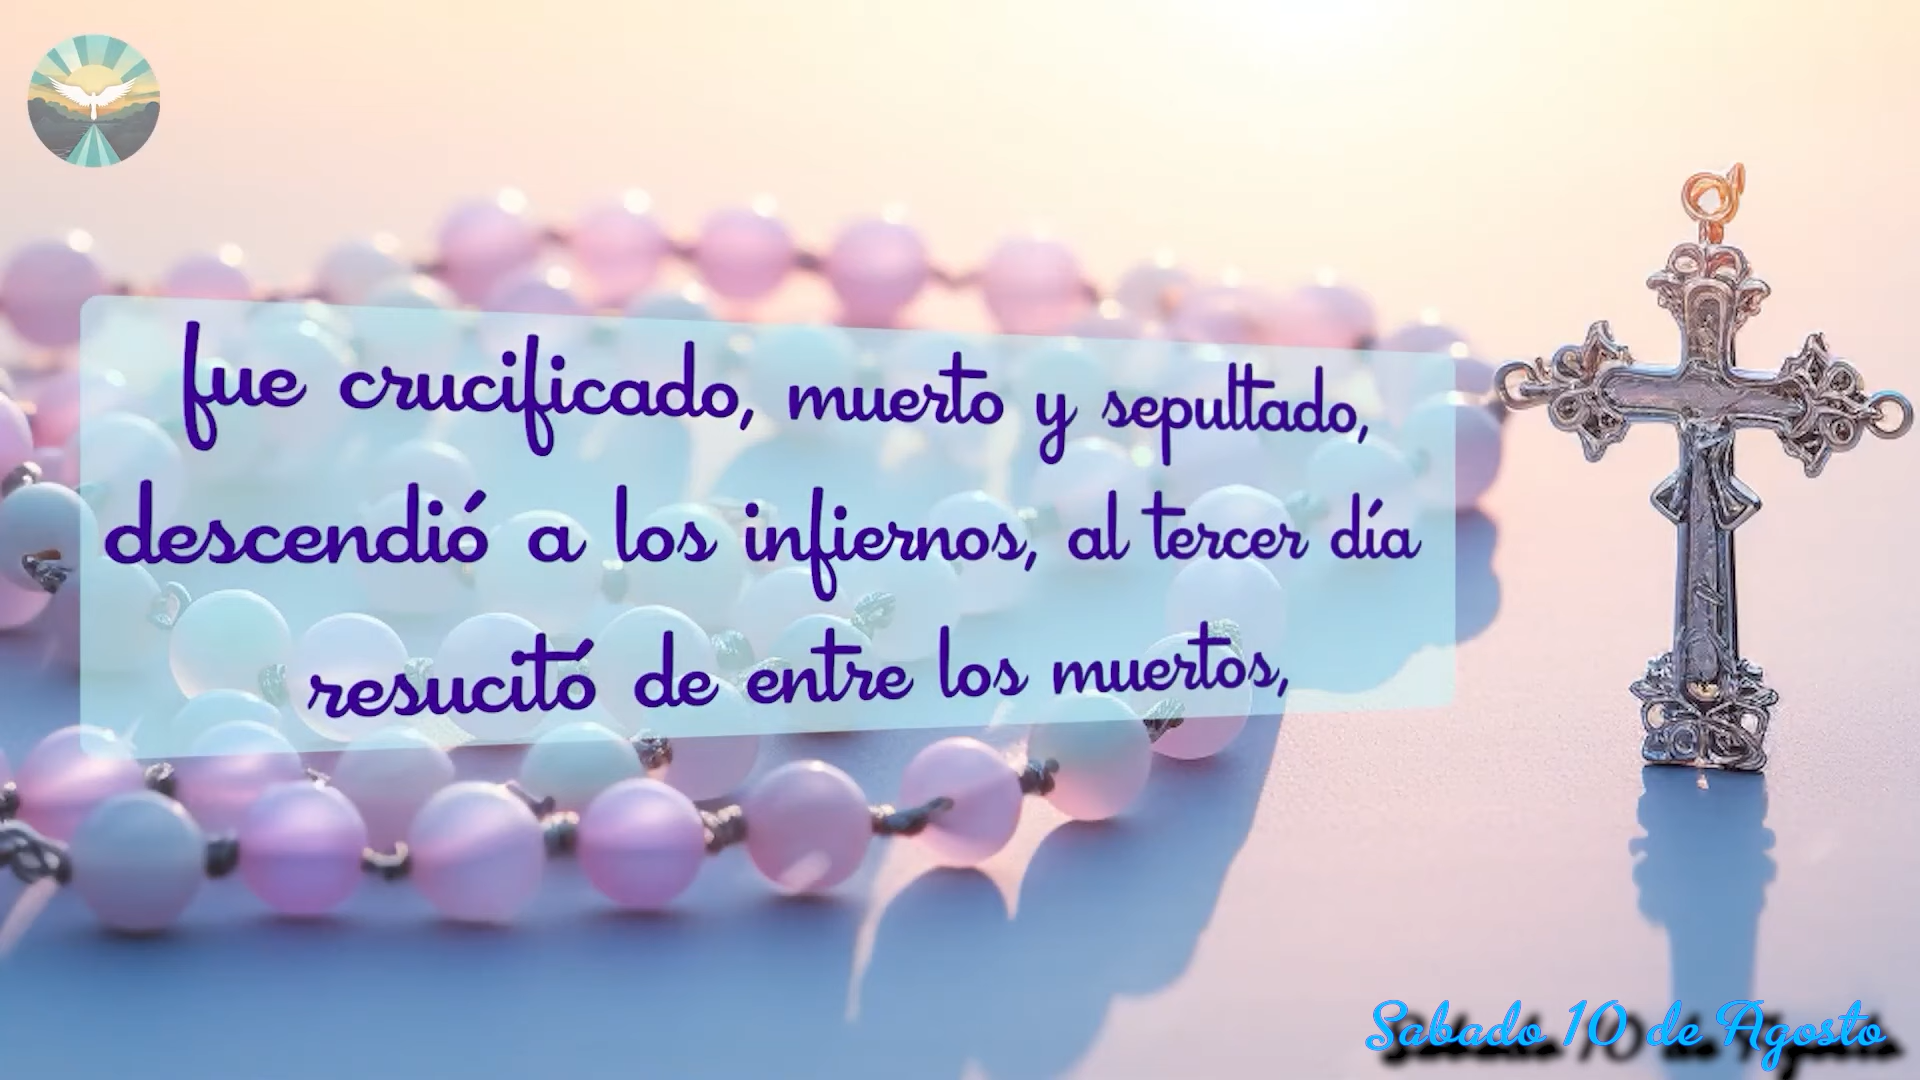 fue crucificado, muerto y sepultado,
descendió a los infiernos, al tercer día
resucitó de entre los muertos,
Sabado 10 de Agosto